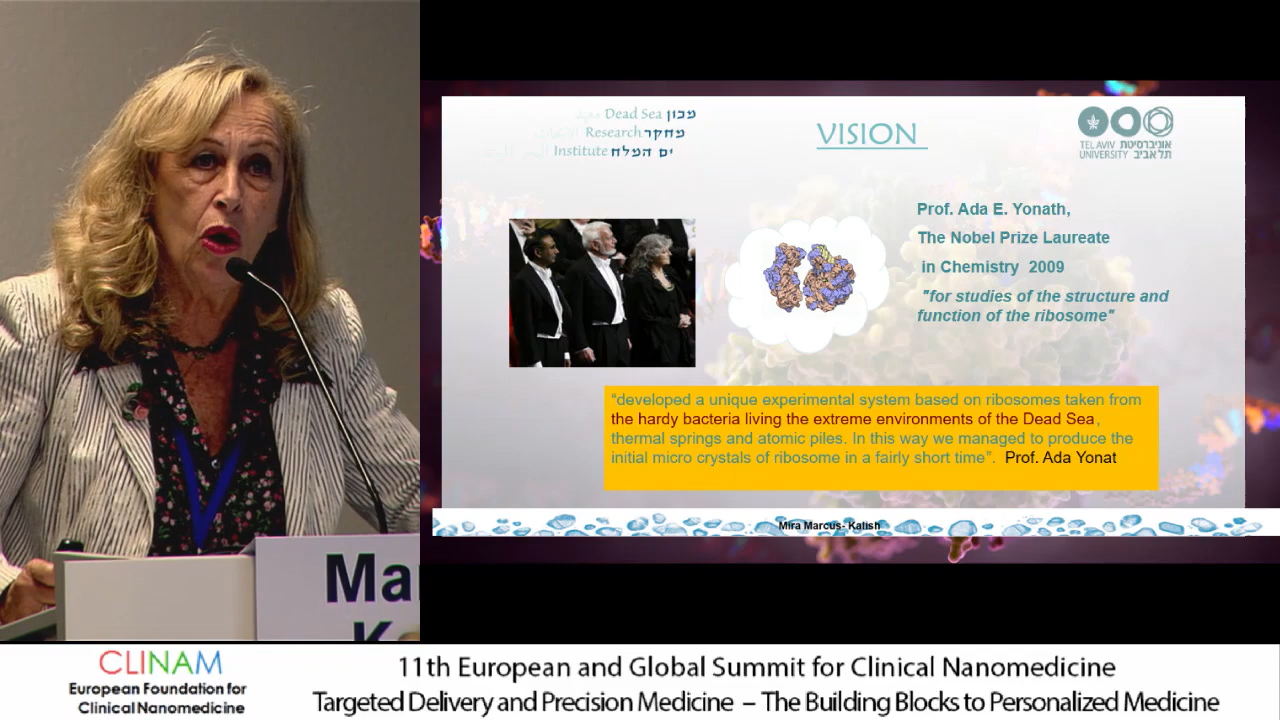 Dead Sea מכון
Research מחקר
Institute ים המלח
VISION
TEL AVIV אוניברסיטת
UNIVERSITY תל אביב
Prof. Ada E. Yonath,
The Nobel Prize Laureate
in Chemistry 2009
"for studies of the structure and
function of the ribosome"
"developed a unique experimental system based on ribosomes taken from
the hardy bacteria living the extreme environments of the Dead Sea,
thermal springs and atomic piles. In this way we managed to produce the
initial micro crystals of ribosome in a fairly short time". Prof. Ada Yonat
Mira Marcus- Kalish
Ma
CLINAM
European Foundation for
Clinical Nanomedicine
11th European and Global Summit for Clinical Nanomedicine
Targeted Delivery and Precision Medicine – The Building Blocks to Personalized Medicine